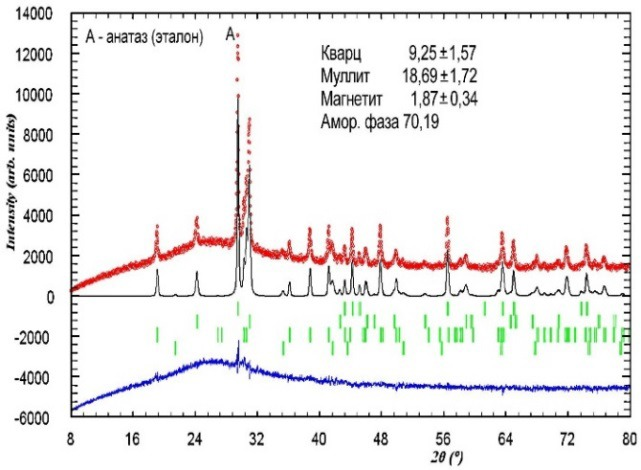 14000
А - анатаз (эталон)
А
12000
Кварц 9,25±1,57
Муллит 18,69±1,72
10000
Магнетит 1,87±0,34
Амор. фаза 70,19
8000
6000
4000
2000
0
-2000
-4000
-6000
Intensity (arb. units)
8 16 24 32 40 48 56 64 72 80
2θ (°)